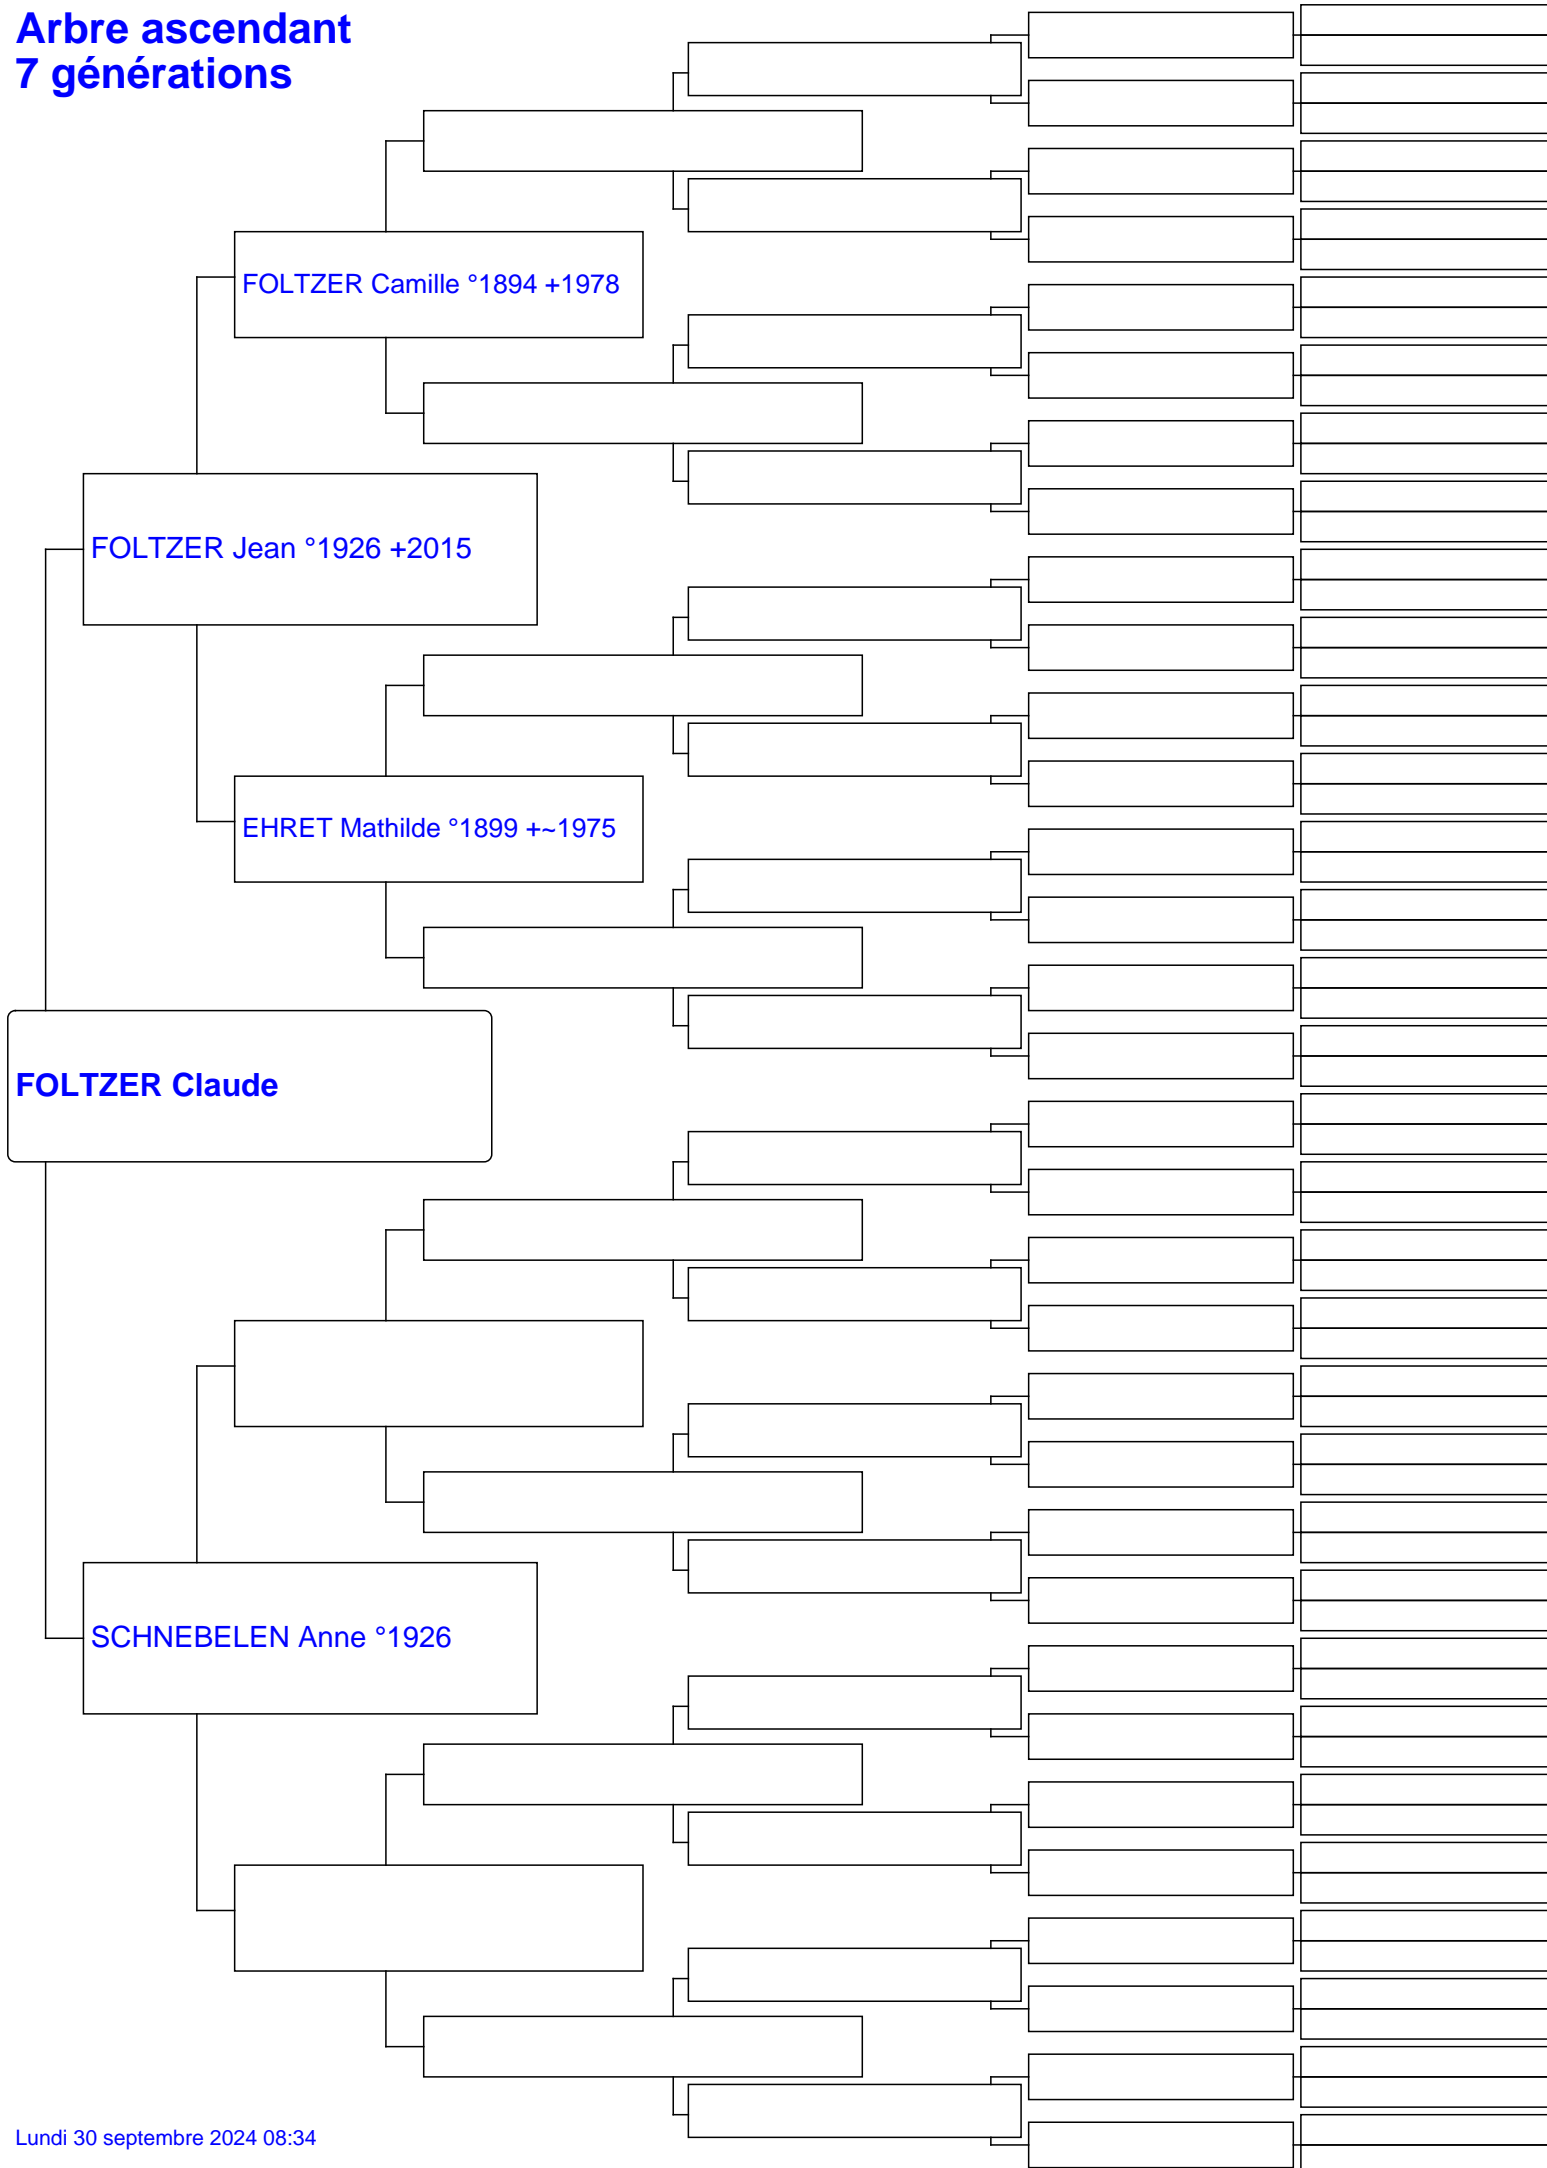 Arbre ascendant
7 générations
FOLTZER Camille °1894 +1978
FOLTZER Jean °1926 +2015
EHRET Mathilde °1899 +~1975
FOLTZER Claude
SCHNEBELEN Anne °1926
Lundi 30 septembre 2024 08:34